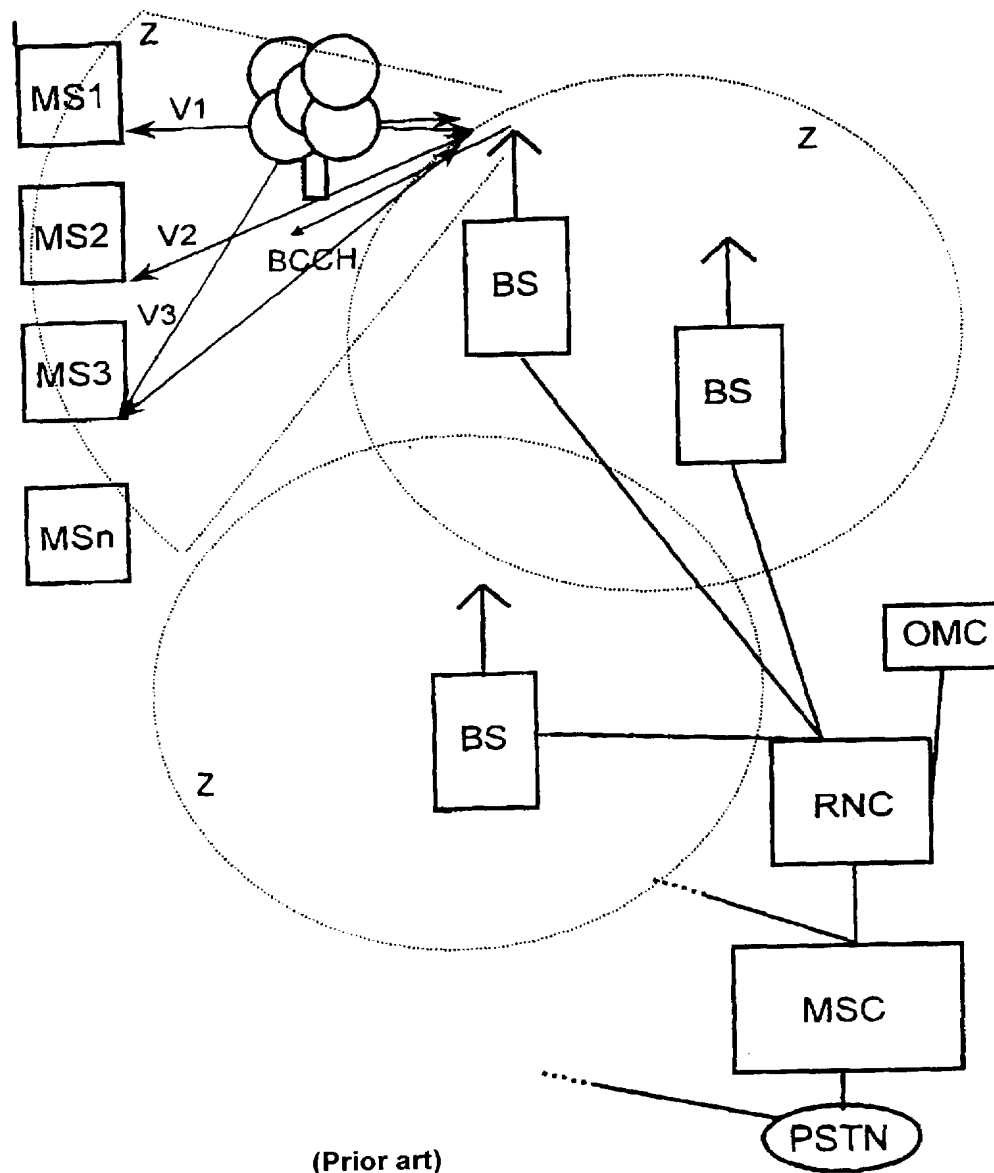 Z
MS1
V1
Z
MS2
V2
BCCH
BS
V3
MS3
BS
MSn
OMC
BS
Z
RNC
MSC
PSTN
(Prior art)